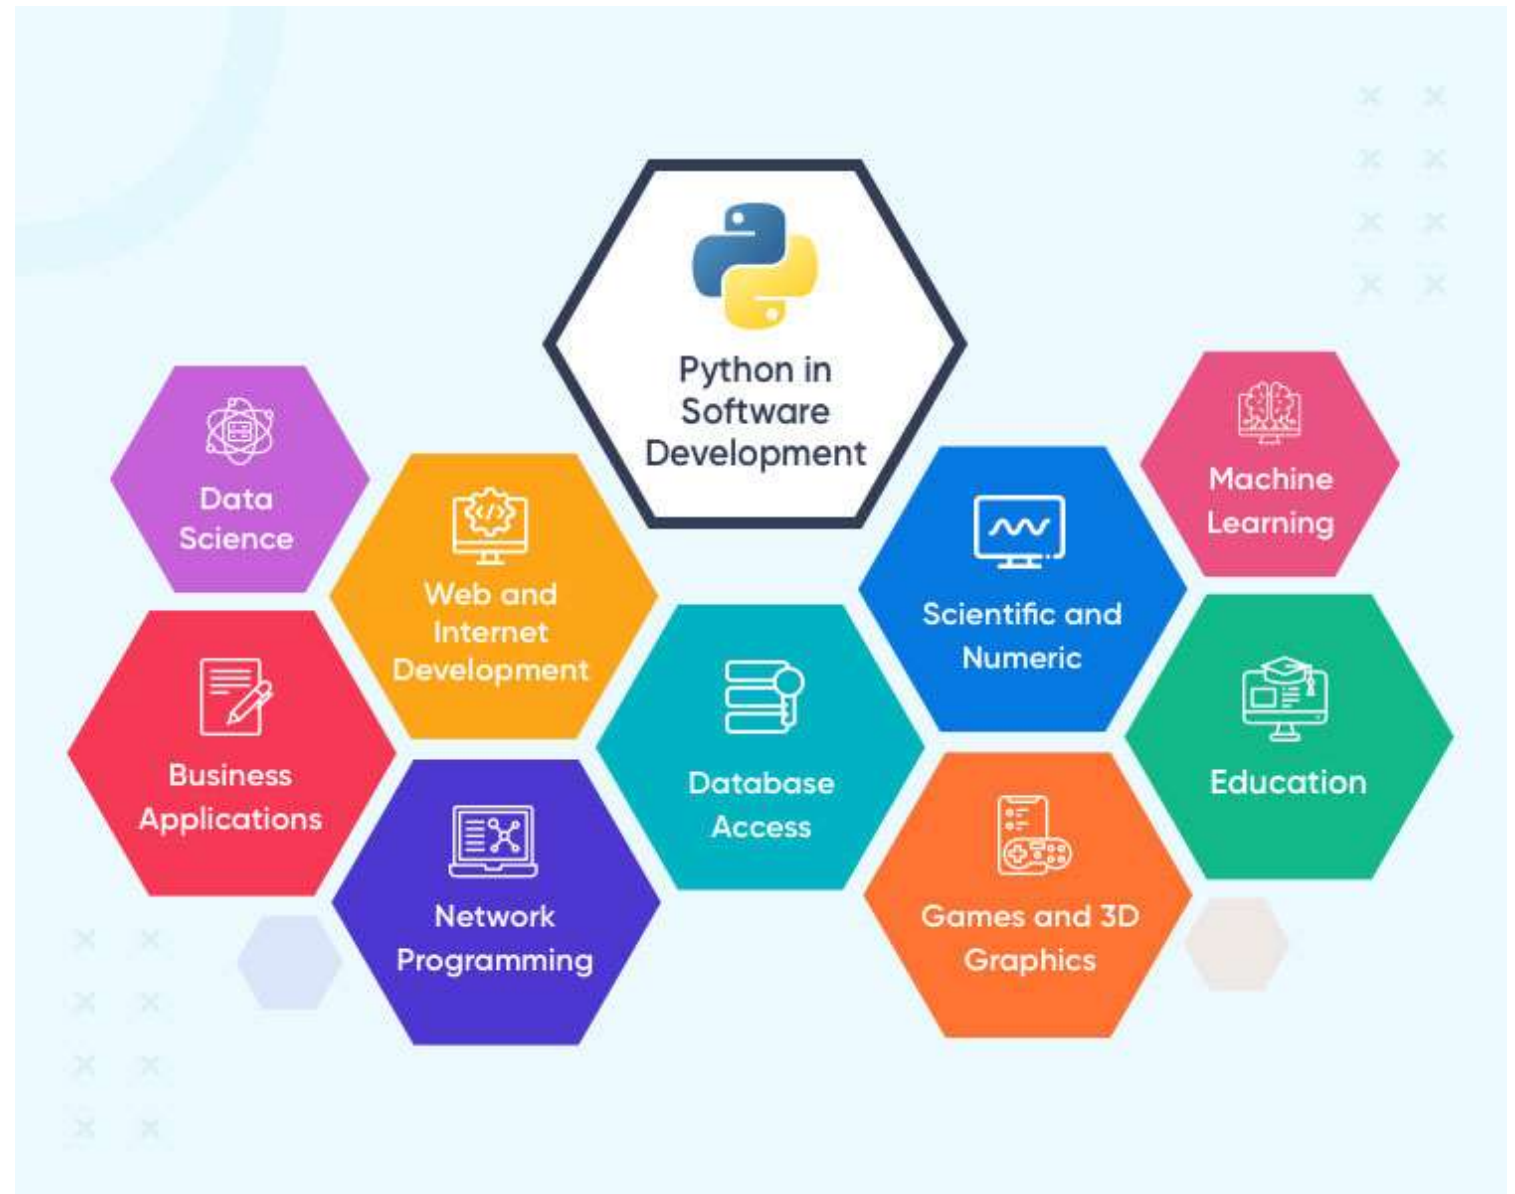 Python in
Software
Development
Data
Science
Web and
Internet
Development
Scientific and
Numeric
Machine
Learning
Business
Applications
Network
Programming
Database
Access
Games and 3D
Graphics
Education